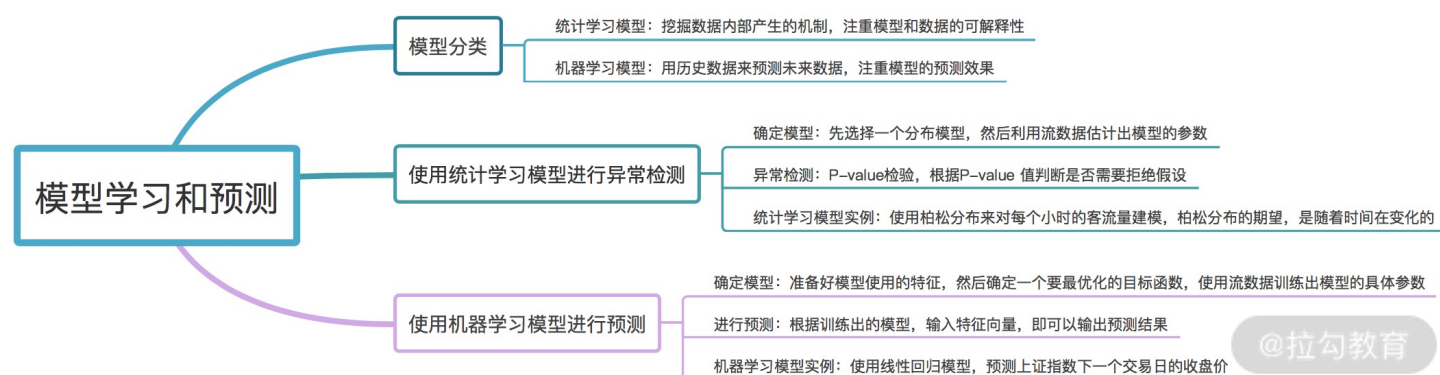 模型学习和预测
模型分类
统计学习模型：挖掘数据内部产生的机制，注重模型和数据的可解释性
机器学习模型：用历史数据来预测未来数据，注重模型的预测效果
使用统计学习模型进行异常检测
确定模型：先选择一个分布模型，然后利用流数据估计出模型的参数
异常检测：P-value检验，根据P-value 值判断是否需要拒绝假设
统计学习模型实例：使用柏松分布来对每个小时的客流量建模，柏松分布的期望，是随着时间在变化的
使用机器学习模型进行预测
确定模型：准备好模型使用的特征，然后确定一个要最优化的目标函数，使用流数据训练出模型的具体参数
进行预测：根据训练出的模型，输入特征向量，即可以输出预测结果
机器学习模型实例：使用线性回归模型，预测上证指数下一个交易日的收盘价
@拉勾教育